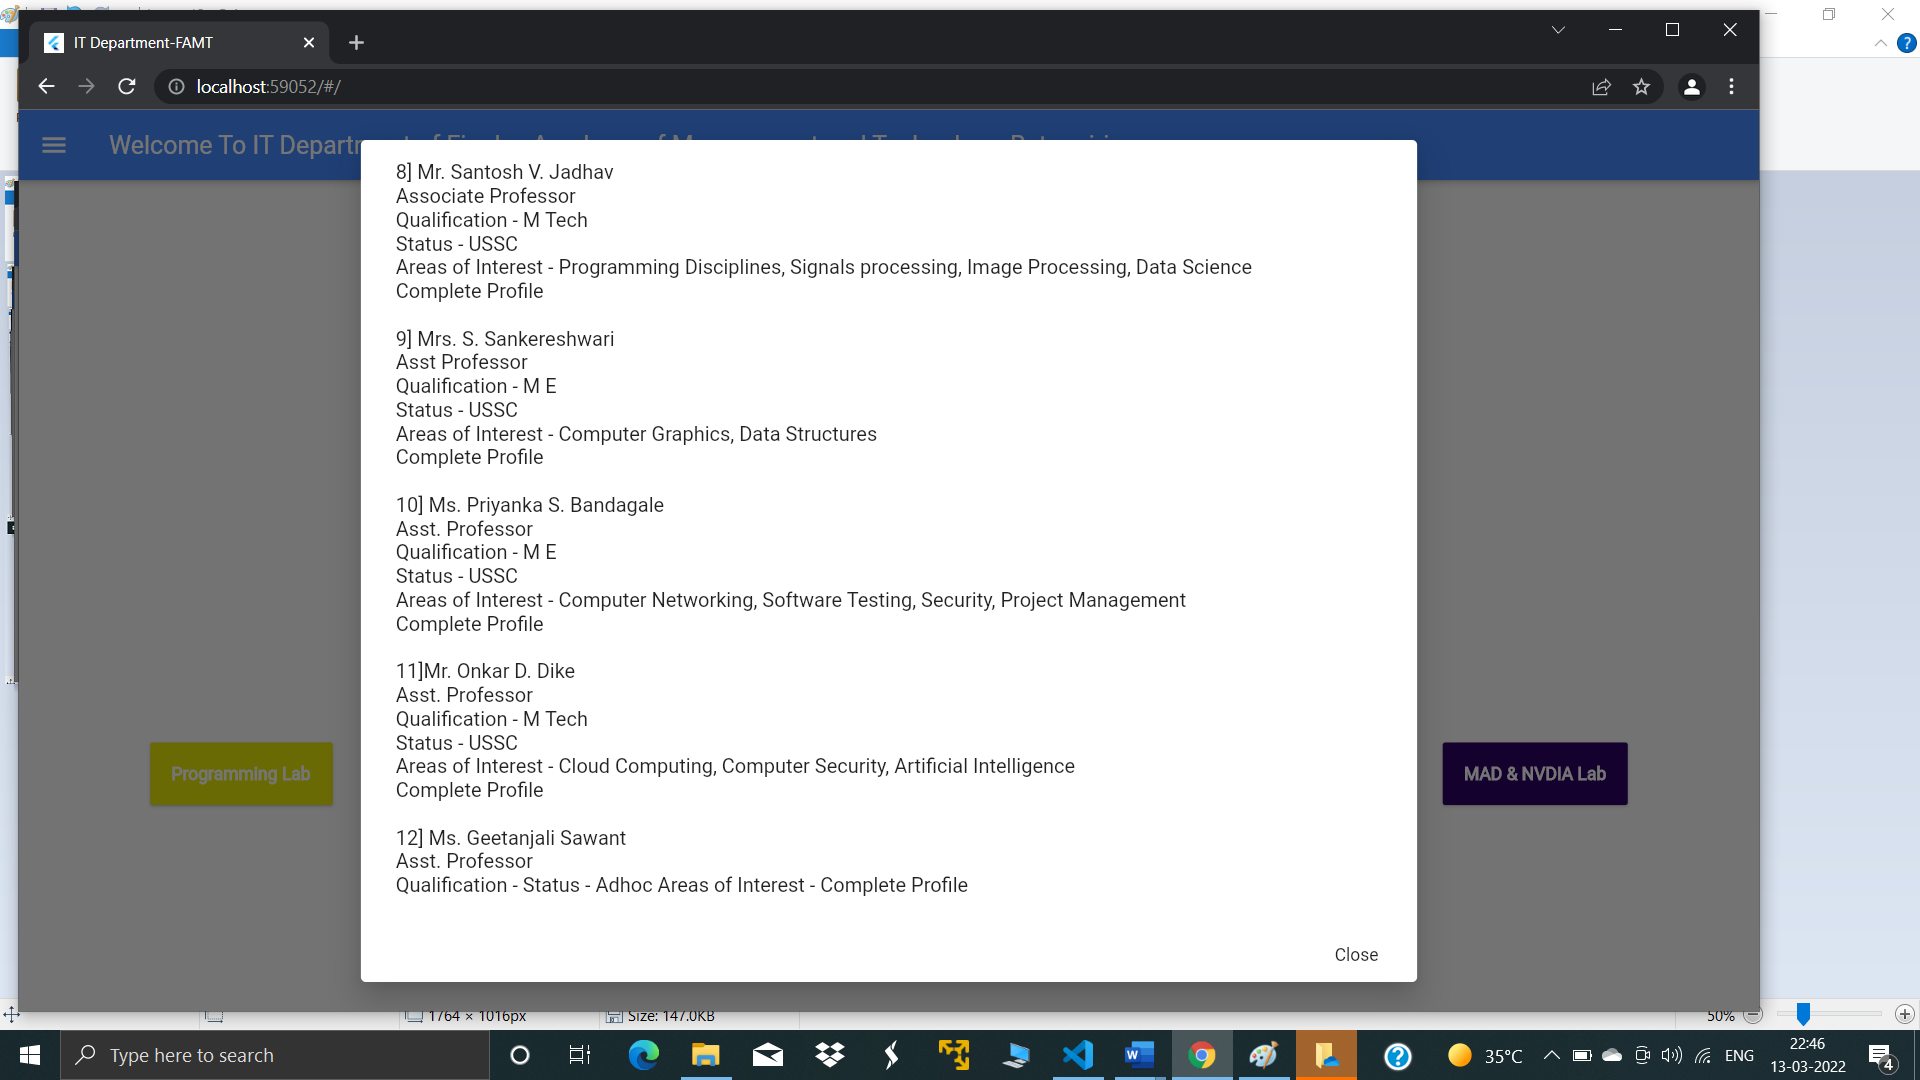 IT Department-FAMT
localhost:59052/#/
Welcome To IT Depart
8] Mr. Santosh V. Jadhav
Associate Professor
Qualification - M Tech
Status - USSC
Areas of Interest - Programming Disciplines, Signals processing, Image Processing, Data Science
Complete Profile
9] Mrs. S. Sankereshwari
Asst Professor
Qualification - M E
Status - USSC
Areas of Interest - Computer Graphics, Data Structures
Complete Profile
10] Ms. Priyanka S. Bandagale
Asst. Professor
Qualification - M E
Status - USSC
Areas of Interest - Computer Networking, Software Testing, Security, Project Management
Complete Profile
11]Mr. Onkar D. Dike
Asst. Professor
Qualification - M Tech
Status - USSC
Areas of Interest - Cloud Computing, Computer Security, Artificial Intelligence
Complete Profile
12] Ms. Geetanjali Sawant
Asst. Professor
Qualification - Status - Adhoc Areas of Interest - Complete Profile
Programming Lab
MAD & NVDIA Lab
Close
1764 × 1016px
Size: 147.0KB
50%
Type here to search
35°C
ENG
22:46
13-03-2022
4